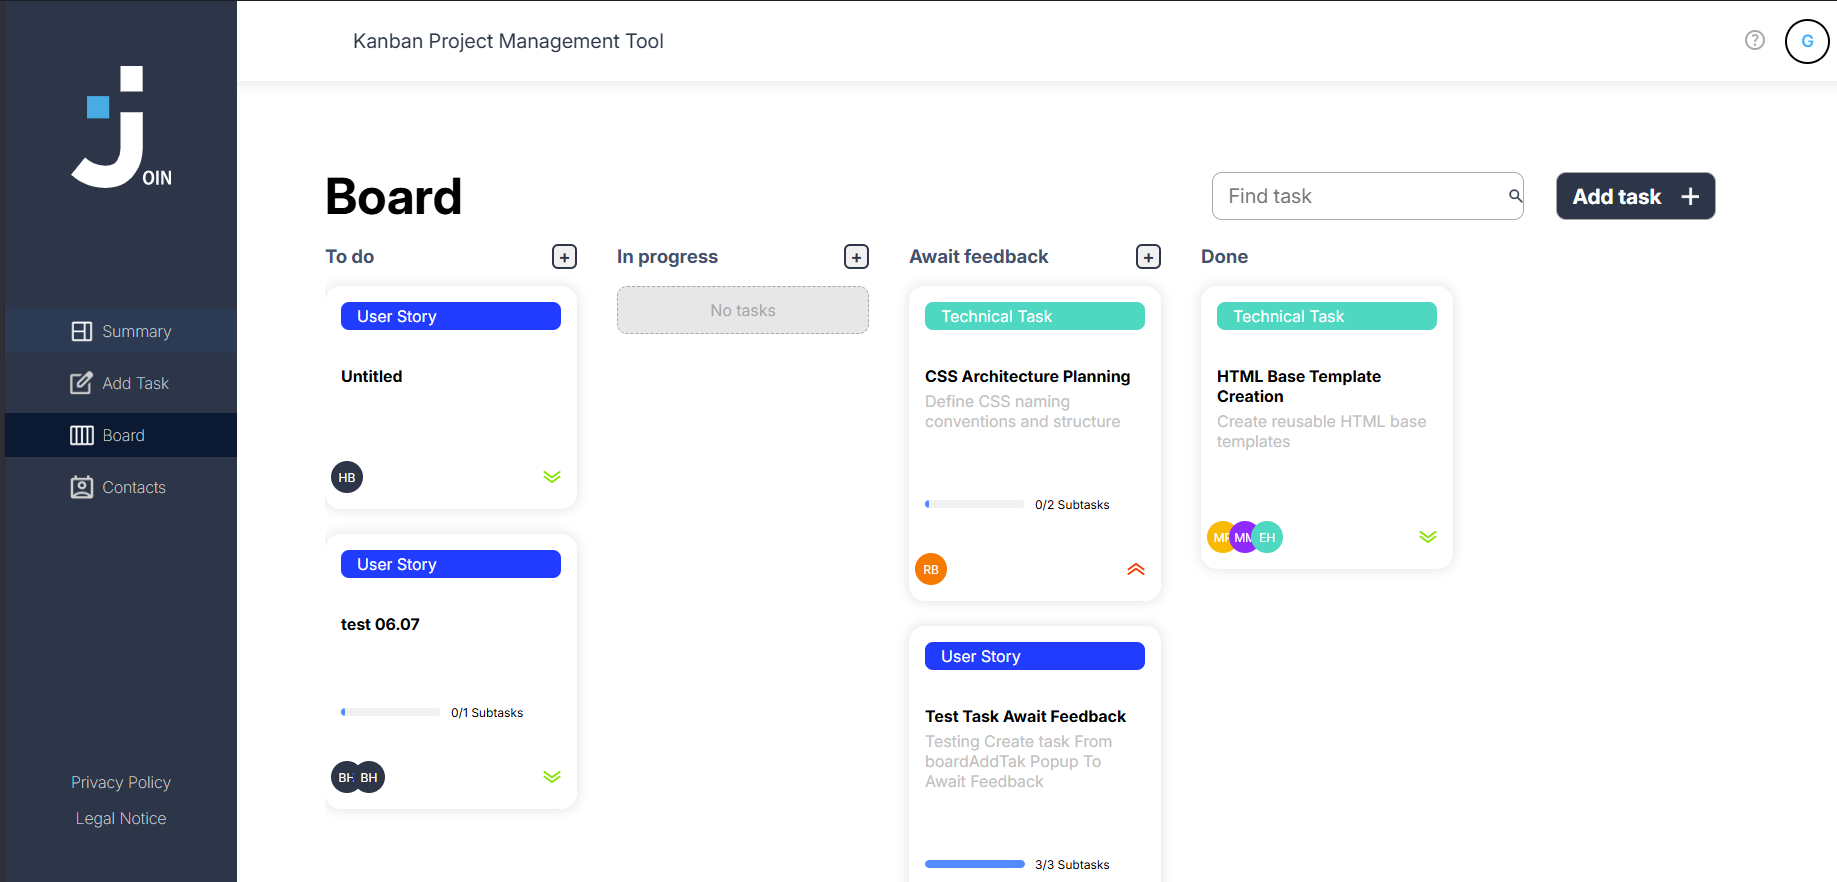 OIN
Kanban Project Management Tool
G
Summary
Add Task
Board
Contacts
Privacy Policy
Legal Notice
Board
Find task
Add task
To do
User Story
Untitled
HB
User Story
test 06.07
0/1 Subtasks
BH BH
In progress
No tasks
Await feedback
Technical Task
CSS Architecture Planning
Define CSS naming
conventions and structure
0/2 Subtasks
RB
User Story
Test Task Await Feedback
Testing Create task From
boardAddTak Popup To
Await Feedback
3/3 Subtasks
Done
Technical Task
HTML Base Template
Creation
Create reusable HTML base
templates
EH